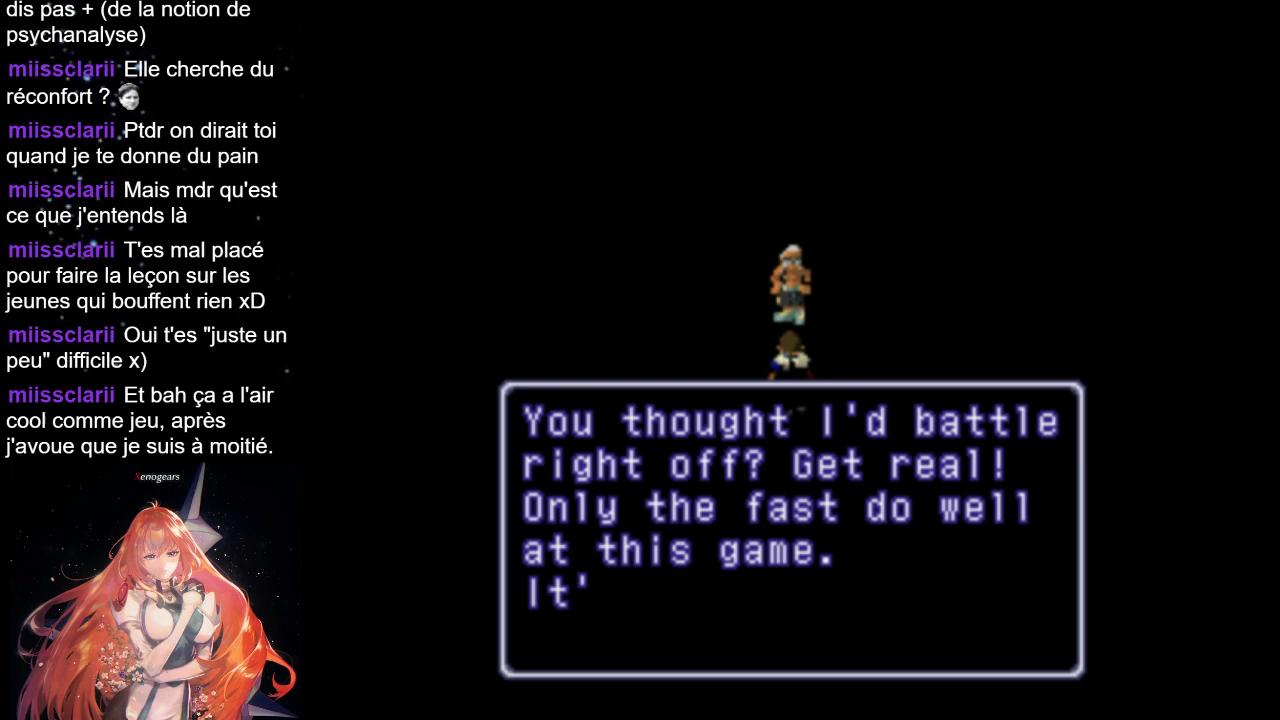 dis pas + (de la notion de
psychanalyse)
miissclarii Elle cherche du
réconfort ?
miissclarii Ptdr on dirait toi
quand je te donne du pain
miissclarii Mais mdr qu'est
ce que j'entends là
miissclarii T'es mal placé
pour faire la leçon sur les
jeunes qui bouffent rien xD
miissclarii Oui t'es "juste un
peu" difficile x)
miissclarii Et bah ça a l'air
cool comme jeu, après
j'avoue que je suis à moitié.
Xenogears
You thought I'd battle
right off? Get real!
Only the fast do well
at this game.
It'